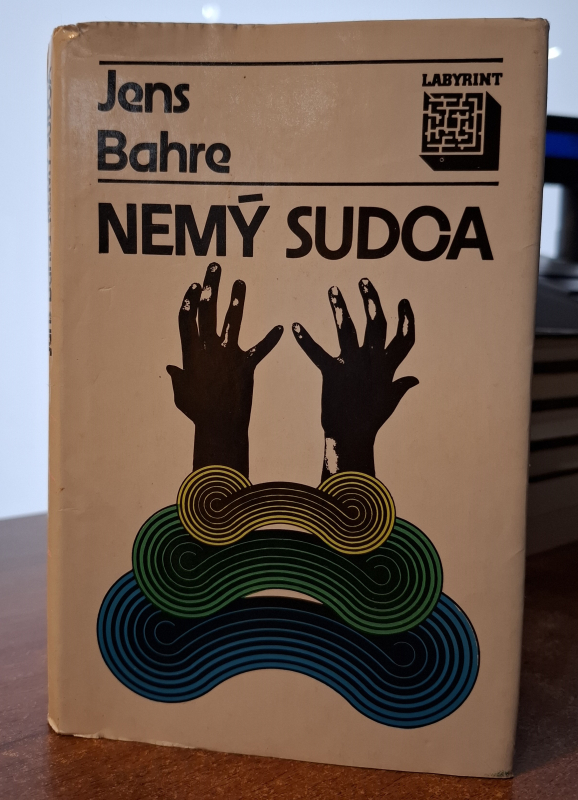 Jens
Bahre
LABYRINT
NEMÝ SUDCA